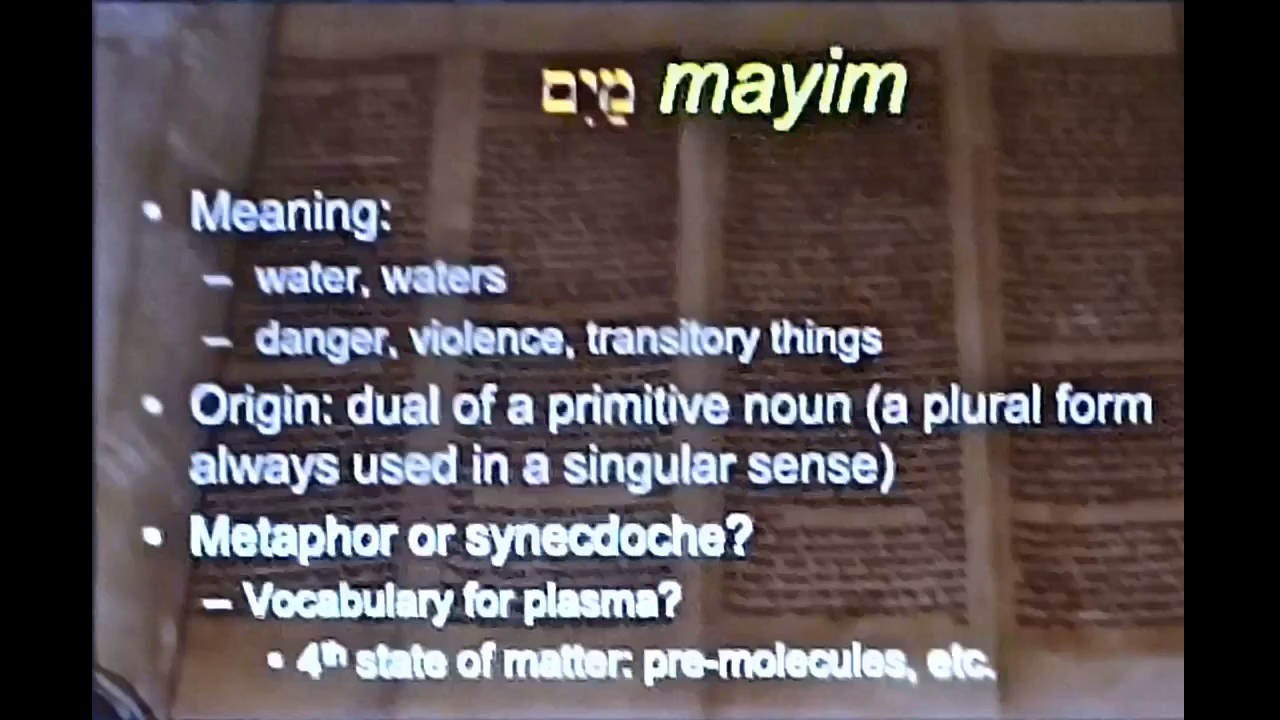 מַיִם mayim
• Meaning:
– water, waters
– danger, violence, transitory things
• Origin: dual of a primitive noun (a plural form
always used in a singular sense)
• Metaphor or synecdoche?
– Vocabulary for plasma?
• 4th state of matter: pre-molecules, etc.